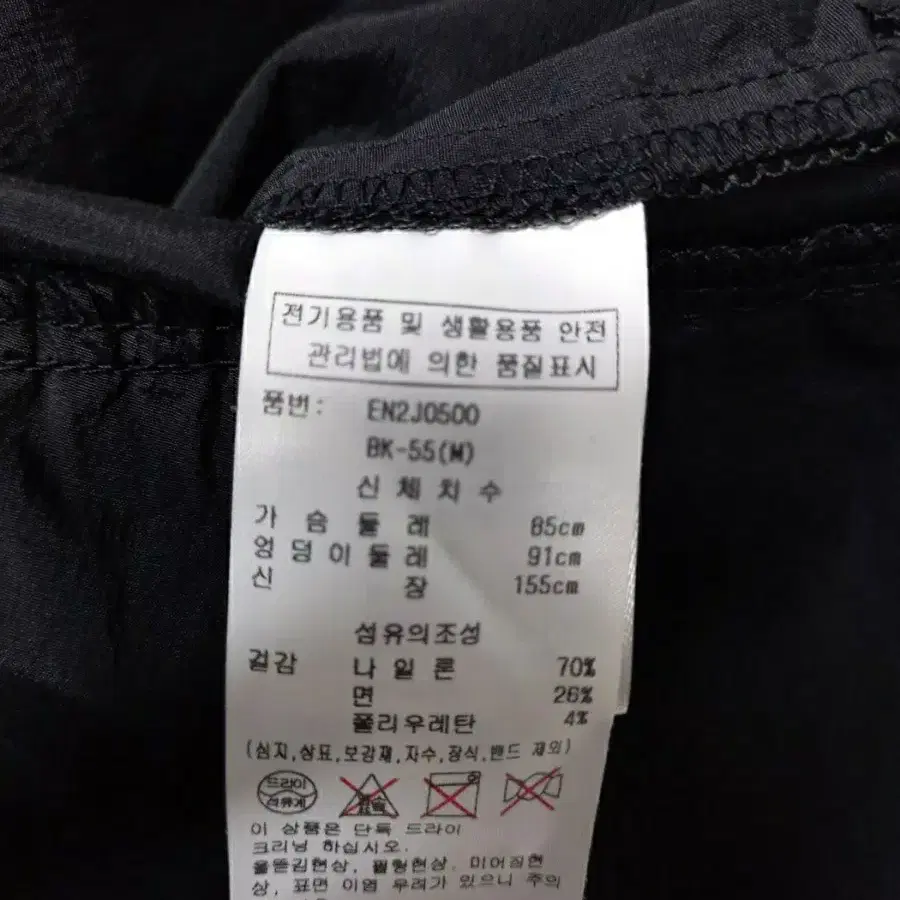 전기용품 및 생활용품 안전
관리법에 의한 품질표시
품번: EN2J0500
BK-55(M)
신체치수
가슴둘레 85cm
엉덩이둘레 91cm
신장 155cm
섬유의조성
겉감 나일론 70%
면 26%
폴리우레탄 4%
(심지,상표,보강재,자수,장식,밴드 제외)
드라이
석유계
이 상품은 단독 드라이
크리닝 하십시오.
올뜯김현상, 필링현상, 미어짐현
상, 표면 이염 우려가 있으니 주의